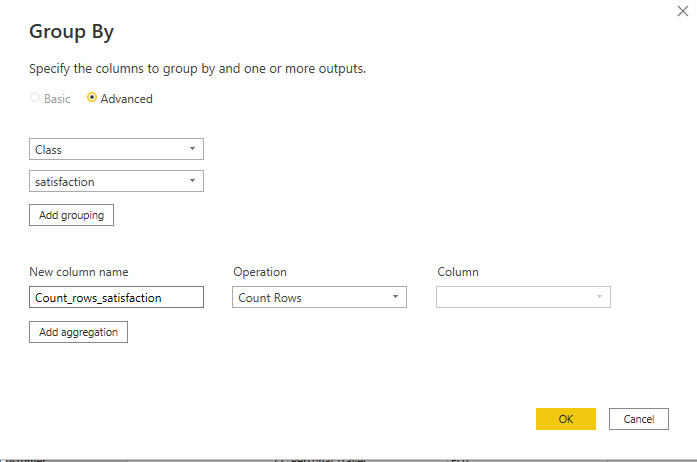 Group By
Specify the columns to group by and one or more outputs.
Basic Advanced
Class
satisfaction
Add grouping
New column name Operation Column
Count_rows_satisfaction Count Rows
Add aggregation
OK Cancel